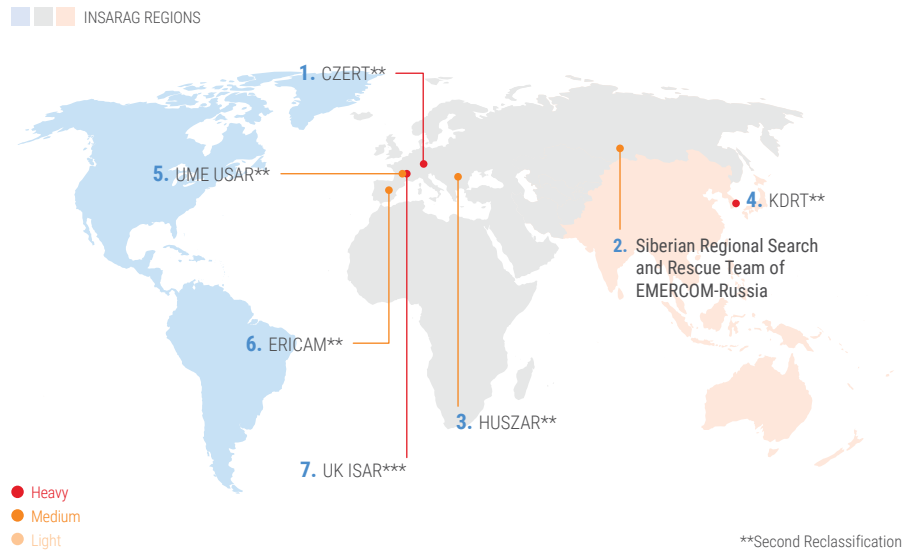 INSARAG REGIONS
1. CZERT**
5. UME USAR**
4. KDRT**
2. Siberian Regional Search
and Rescue Team of
EMERCOM-Russia
6. ERICAM**
3. HUSZAR**
7. UK ISAR***
Heavy
Medium
Light
**Second Reclassification